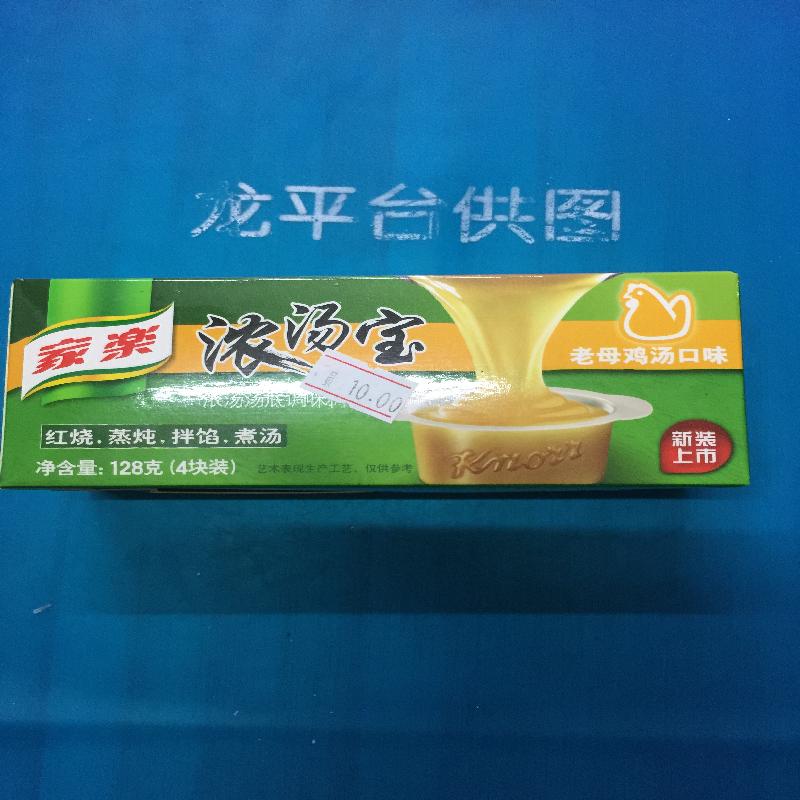 龙平台供图
家樂
浓汤宝
老母鸡汤口味
10.00
红烧.蒸炖.拌馅.煮汤
净含量: 128克 (4块装)
艺术表现生产工艺，仅供参考
Knorr
新装
上市